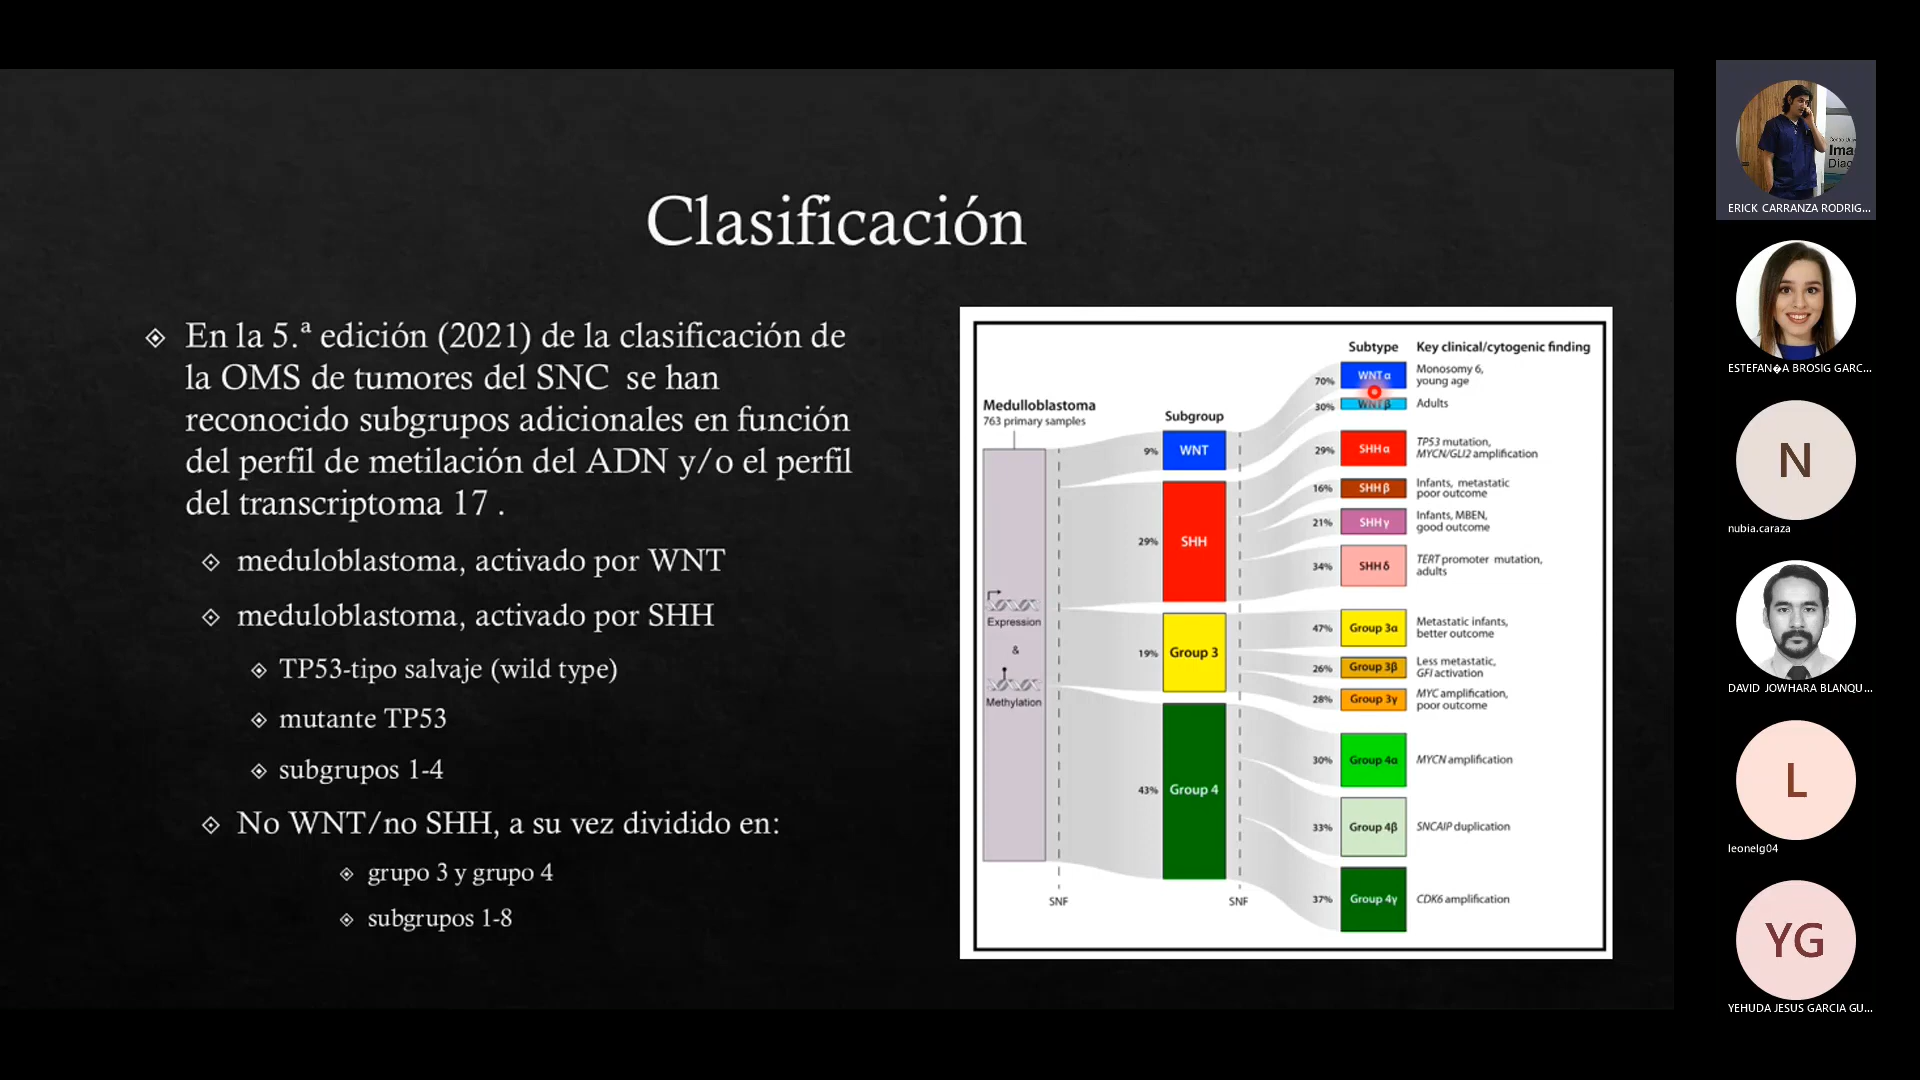 Clasificación
En la 5.ª edición (2021) de la clasificación de
la OMS de tumores del SNC se han
reconocido subgrupos adicionales en función
del perfil de metilación del ADN y/o el perfil
del transcriptoma 17 .
meduloblastoma, activado por WNT
meduloblastoma, activado por SHH
TP53-tipo salvaje (wild type)
mutante TP53
subgrupos 1-4
No WNT/no SHH, a su vez dividido en:
grupo 3 y grupo 4
subgrupos 1-8
Medulloblastoma
763 primary samples
Expression
&
Methylation
SNF
Subgroup
9% WNT
29% SHH
19% Group 3
43% Group 4
SNF
Subtype Key clinical/cytogenic finding
70% WNT α Monosomy 6,
young age
30% WNT β Adults
29% SHH α TP53 mutation,
MYCN/GLI2 amplification
16% SHH β Infants, metastatic
poor outcome
21% SHH γ Infants, MBEN,
good outcome
34% SHH δ TERT promoter mutation,
adults
47% Group 3α Metastatic infants,
better outcome
26% Group 3β Less metastatic,
GFI activation
28% Group 3γ MYC amplification,
poor outcome
30% Group 4α MYCN amplification
33% Group 4β SNCAIP duplication
37% Group 4γ CDK6 amplification
Ima
Diag
ERICK CARRANZA RODRIG...
ESTEFAN�A BROSIG GARC...
N
nubia.caraza
DAVID JOWHARA BLANQU...
L
leonelg04
YG
YEHUDA JESUS GARCIA GU...